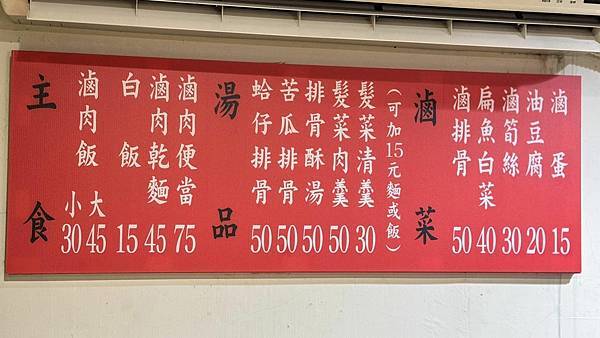 主食
滷肉飯 小30 大45
白飯 15
滷肉乾麵 45
滷肉便當 75
湯品
蛤仔排骨 50
苦瓜排骨 50
排骨酥湯 50
髮菜肉羹 50
髮菜清羹 30
(可加15元麵或飯)
滷菜
滷排骨 50
扁魚白菜 40
滷筍絲 30
油豆腐 20
滷蛋 15